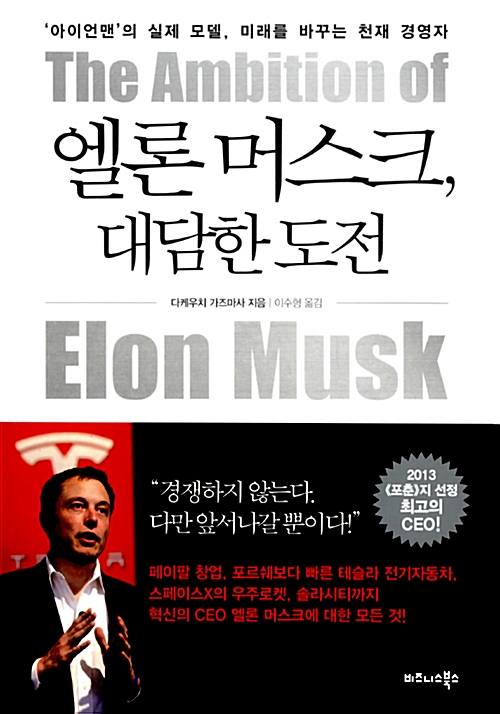 ‘아이언맨’의 실제 모델, 미래를 바꾸는 천재 경영자
The Ambition of
엘론 머스크,
대담한 도전
다케우치 가즈마사 지음 | 이수형 옮김
Elon Musk
“경쟁하지 않는다.
다만 앞서나갈 뿐이다!”
2013
《포춘》지 선정
최고의
CEO!
페이팔 창업, 포르쉐보다 빠른 테슬라 전기자동차,
스페이스X의 우주로켓, 솔라시티까지
혁신의 CEO 엘론 머스크에 대한 모든 것!
비즈니스북스